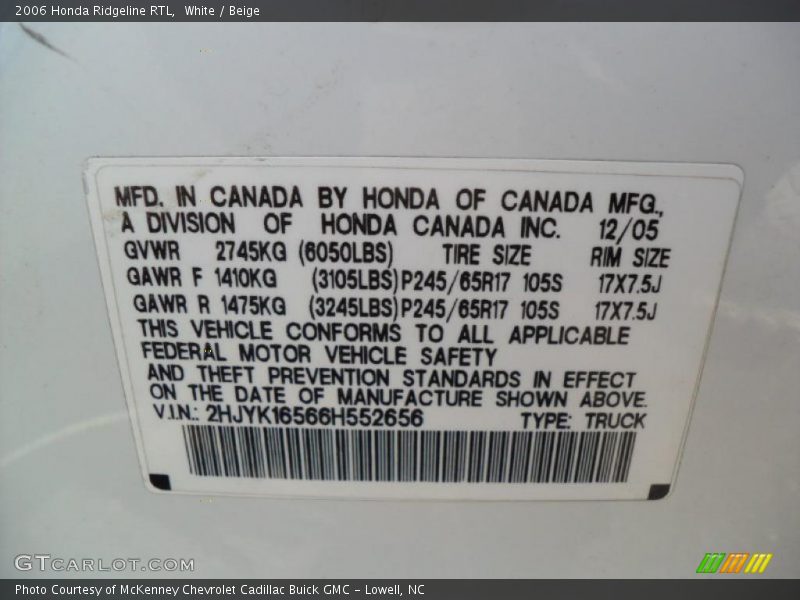 2006 Honda Ridgeline RTL,  White / Beige
MFD. IN CANADA BY HONDA OF CANADA MFG.,
A DIVISION OF HONDA CANADA INC. 12/05
GVWR 2745KG (6050LBS) TIRE SIZE RIM SIZE
GAWR F 1410KG (3105LBS) P245/65R17 105S 17X7.5J
GAWR R 1475KG (3245LBS) P245/65R17 105S 17X7.5J
THIS VEHICLE CONFORMS TO ALL APPLICABLE
FEDERAL MOTOR VEHICLE SAFETY
AND THEFT PREVENTION STANDARDS IN EFFECT
ON THE DATE OF MANUFACTURE SHOWN ABOVE.
V.I.N.: 2HJYK16566H552656 TYPE: TRUCK
GTCARLOT.COM
Photo Courtesy of McKenney Chevrolet Cadillac Buick GMC - Lowell, NC